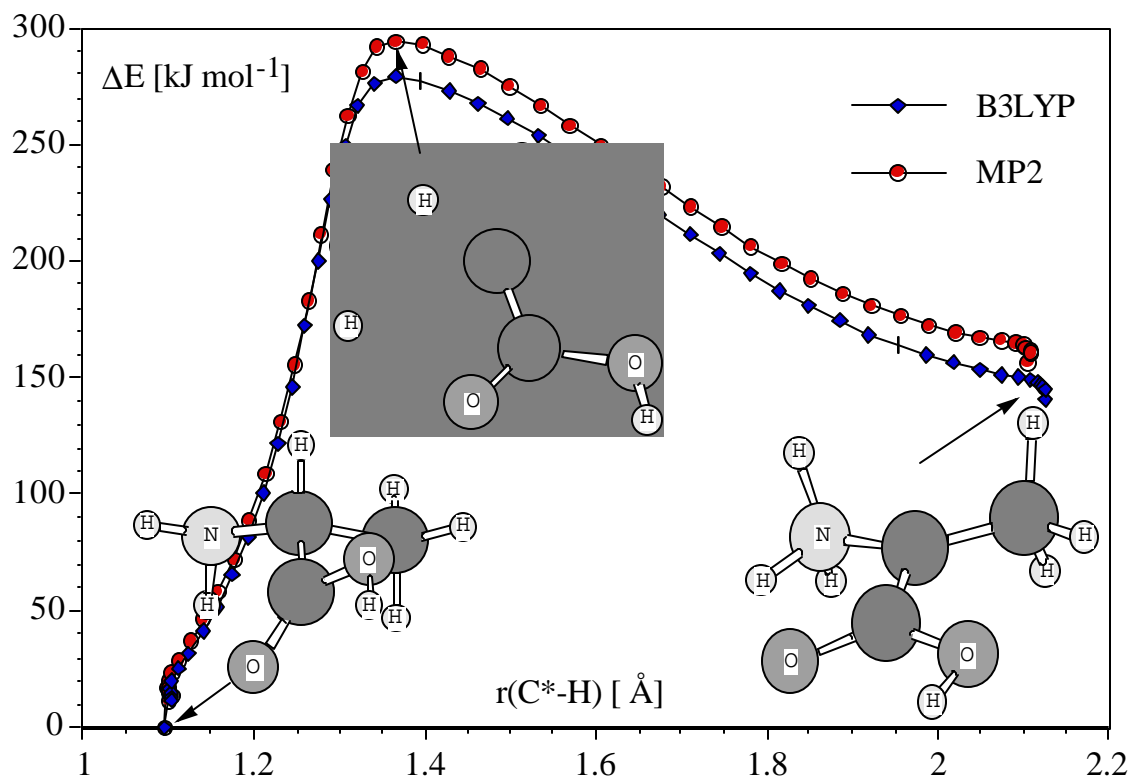 300
ΔE [kJ mol-1]
B3LYP
250
MP2
H
200
H
O
150
O
H
H
H
H
100
H
H
H
N
O
N
H
H
H
H
50
H
H
H
O
O
O
r(C*-H) [ Å]
H
0
1
1.2
1.4
1.6
1.8
2
2.2